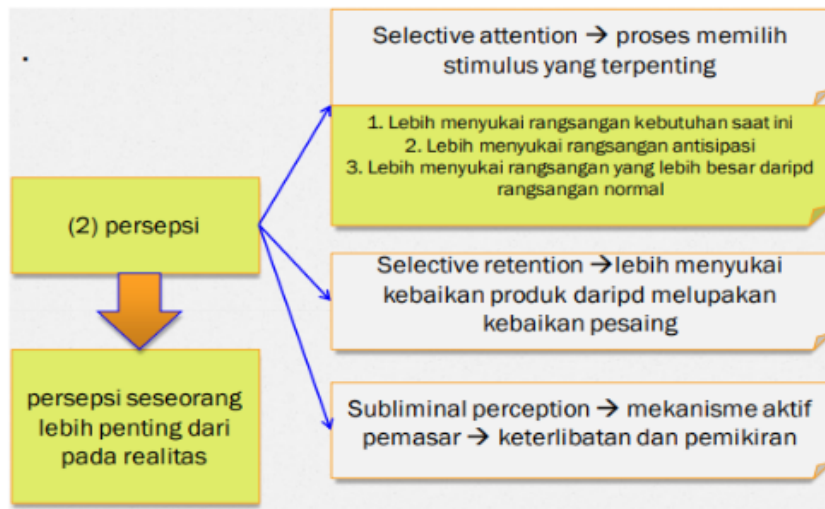 (2) persepsi
persepsi seseorang
lebih penting dari
pada realitas
Selective attention → proses memilih
stimulus yang terpenting
1. Lebih menyukai rangsangan kebutuhan saat ini
2. Lebih menyukai rangsangan antisipasi
3. Lebih menyukai rangsangan yang lebih besar daripd
rangsangan normal
Selective retention →lebih menyukai
kebaikan produk daripd melupakan
kebaikan pesaing
Subliminal perception → mekanisme aktif
pemasar → keterlibatan dan pemikiran